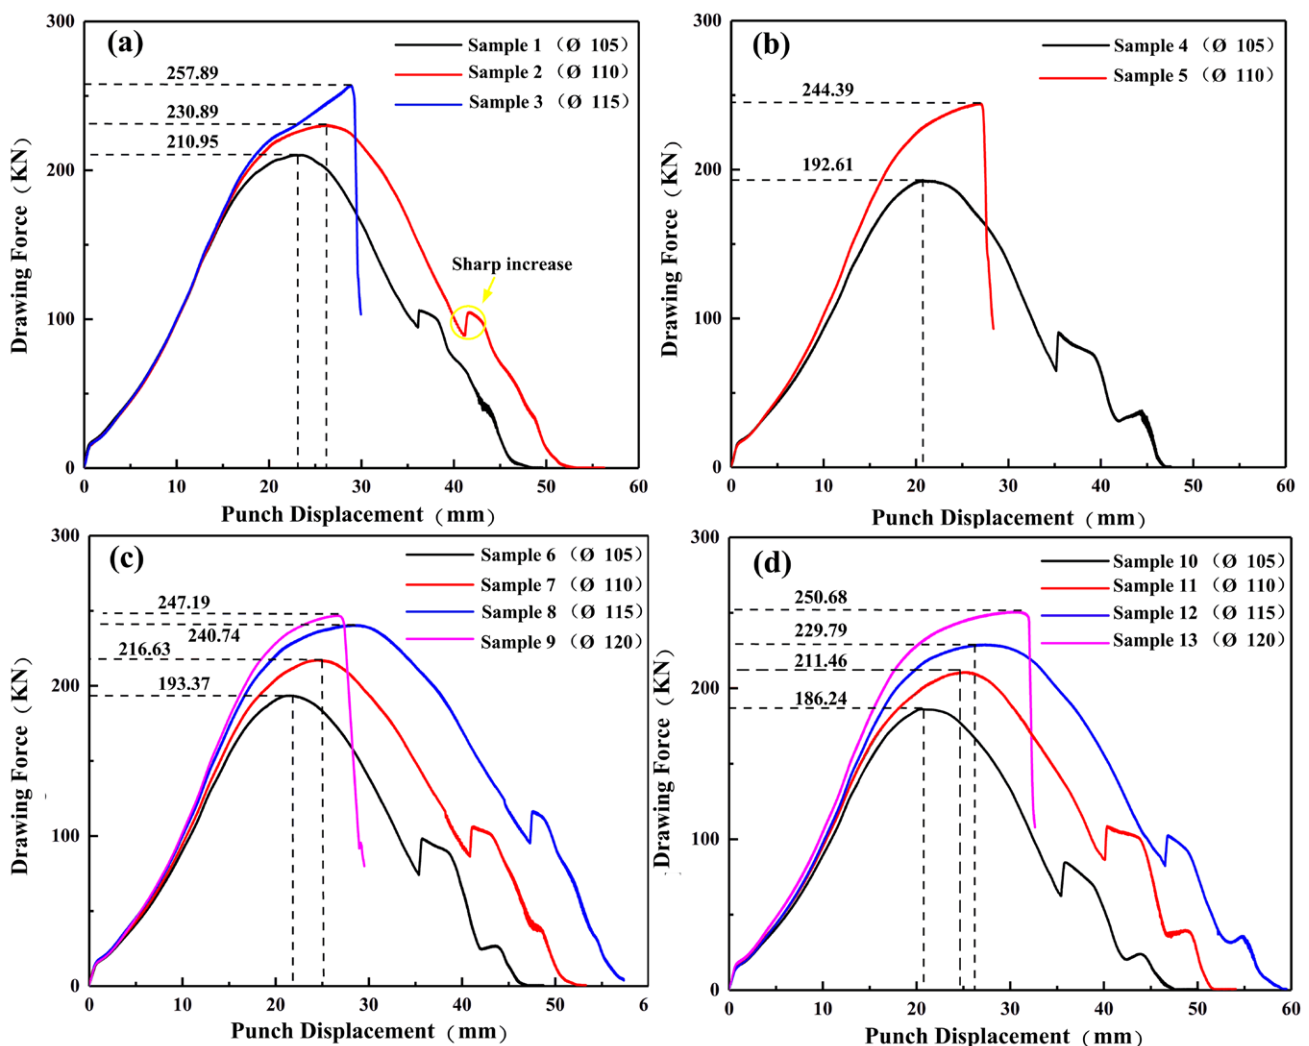 (a)
Sample 1 (Ø 105)
Sample 2 (Ø 110)
Sample 3 (Ø 115)
257.89
230.89
210.95
Sharp increase
300
200
100
0
Drawing Force (KN)
0 10 20 30 40 50 60
Punch Displacement (mm)
(b)
Sample 4 (Ø 105)
Sample 5 (Ø 110)
244.39
192.61
300
200
100
0
Drawing Force (KN)
0 10 20 30 40 50 60
Punch Displacement (mm)
(c)
Sample 6 (Ø 105)
Sample 7 (Ø 110)
Sample 8 (Ø 115)
Sample 9 (Ø 120)
247.19
240.74
216.63
193.37
300
200
100
0
Drawing Force (KN)
0 10 20 30 40 50 6
Punch Displacement (mm)
(d)
Sample 10 (Ø 105)
Sample 11 (Ø 110)
Sample 12 (Ø 115)
Sample 13 (Ø 120)
250.68
229.79
211.46
186.24
300
200
100
0
Drawing Force (KN)
0 10 20 30 40 50 60
Punch Displacement (mm)